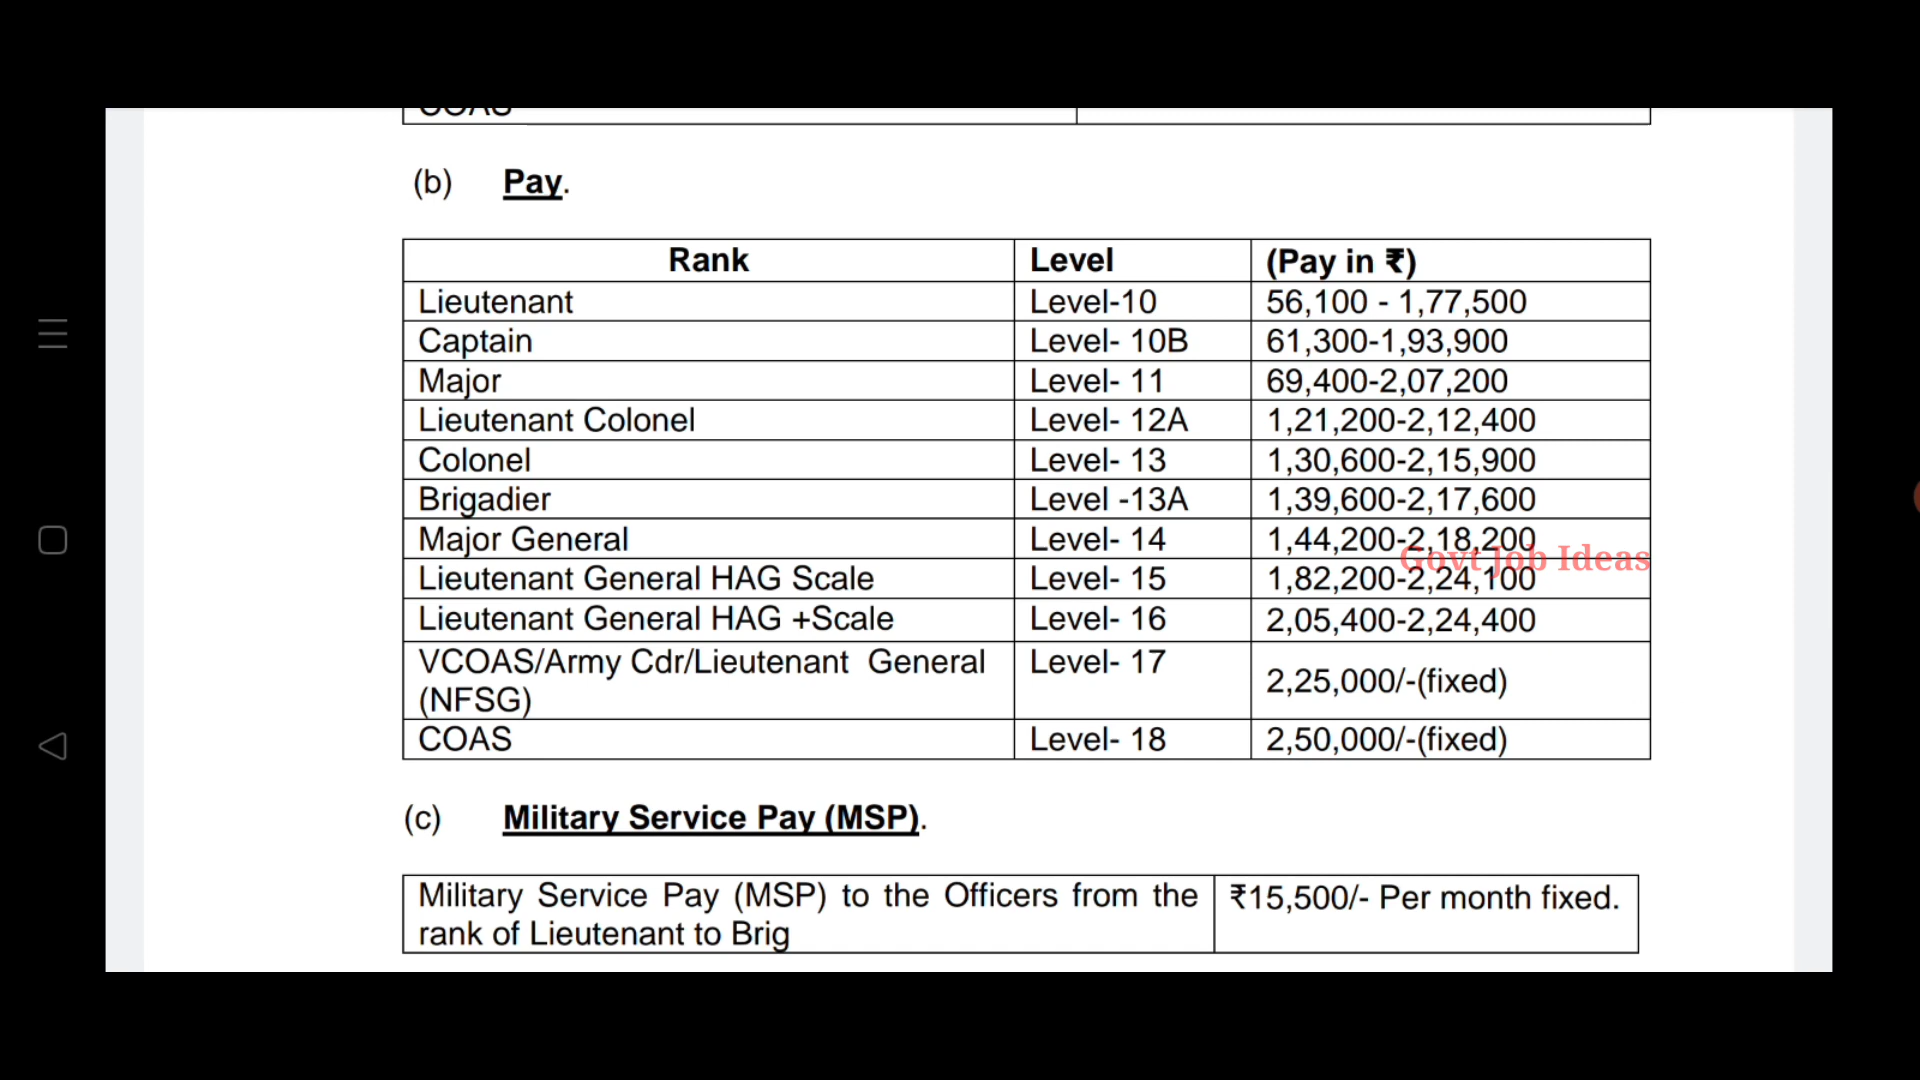 COAS
(b) Pay.
Rank Level (Pay in ₹)
Lieutenant Level-10 56,100 - 1,77,500
Captain Level- 10B 61,300-1,93,900
Major Level- 11 69,400-2,07,200
Lieutenant Colonel Level- 12A 1,21,200-2,12,400
Colonel Level- 13 1,30,600-2,15,900
Brigadier Level -13A 1,39,600-2,17,600
Major General Level- 14 1,44,200-2,18,200
Govt Job Ideas
Lieutenant General HAG Scale Level- 15 1,82,200-2,24,100
Lieutenant General HAG +Scale Level- 16 2,05,400-2,24,400
VCOAS/Army Cdr/Lieutenant General Level- 17 2,25,000/-(fixed)
(NFSG)
COAS Level- 18 2,50,000/-(fixed)
(c) Military Service Pay (MSP).
Military Service Pay (MSP) to the Officers from the ₹15,500/- Per month fixed.
rank of Lieutenant to Brig